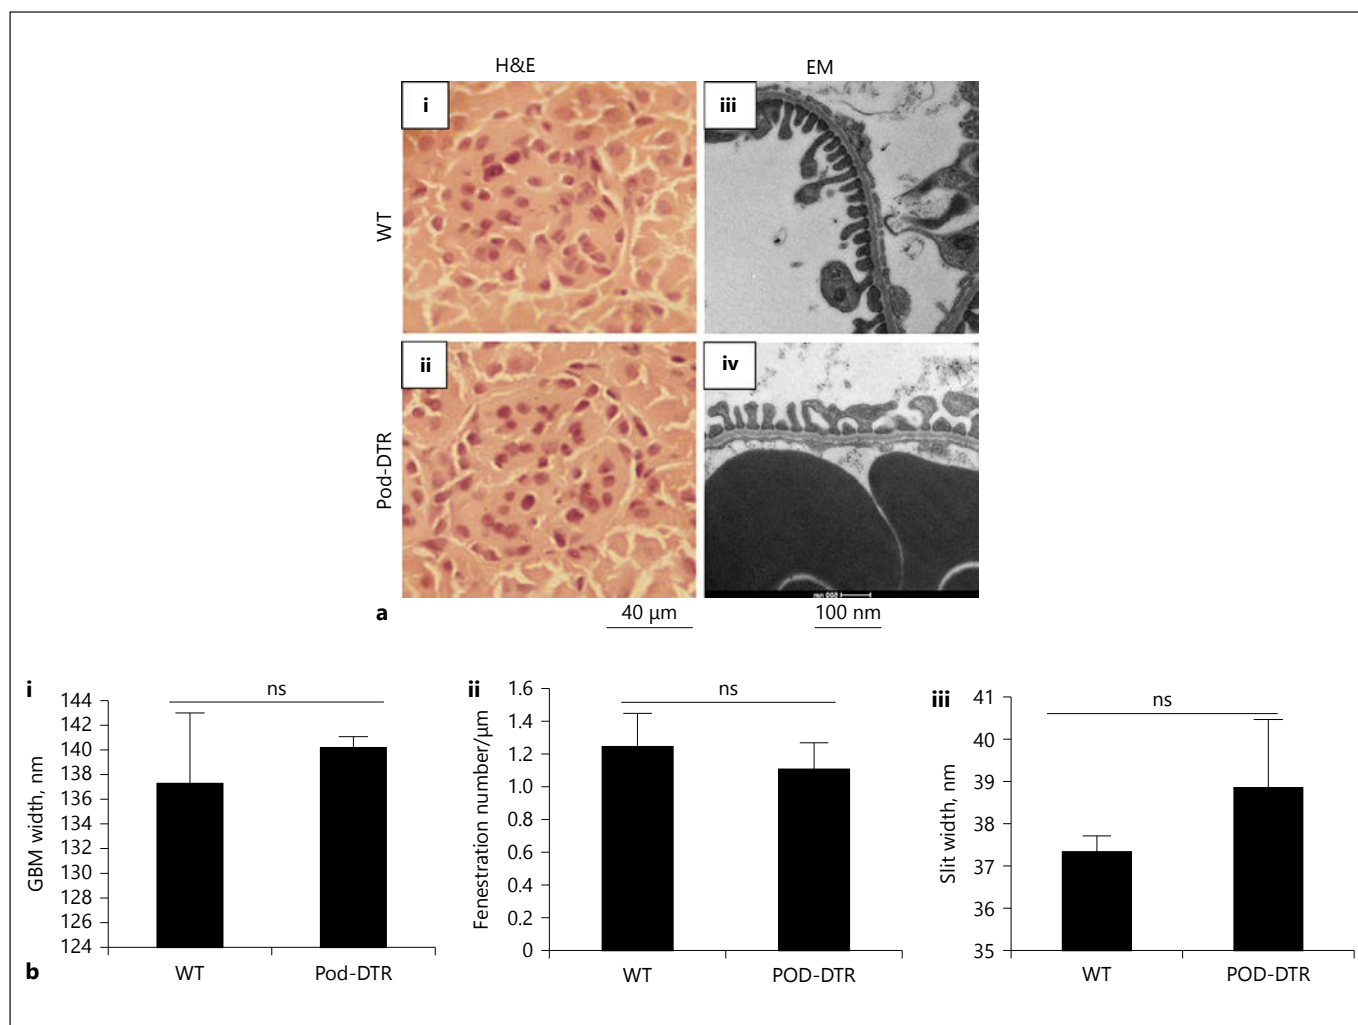 H&E
EM
i
iii
WT
ii
iv
Pod-DTR
500 nm
a
40 µm
100 nm
i
144
142
140
138
136
134
132
130
128
126
124
GBM width, nm
ns
WT
Pod-DTR
ii
1.6
1.4
1.2
1.0
0.8
0.6
0.4
0.2
0
Fenestration number/µm
ns
WT
POD-DTR
iii
41
40
39
38
37
36
35
Slit width, nm
ns
WT
POD-DTR
b